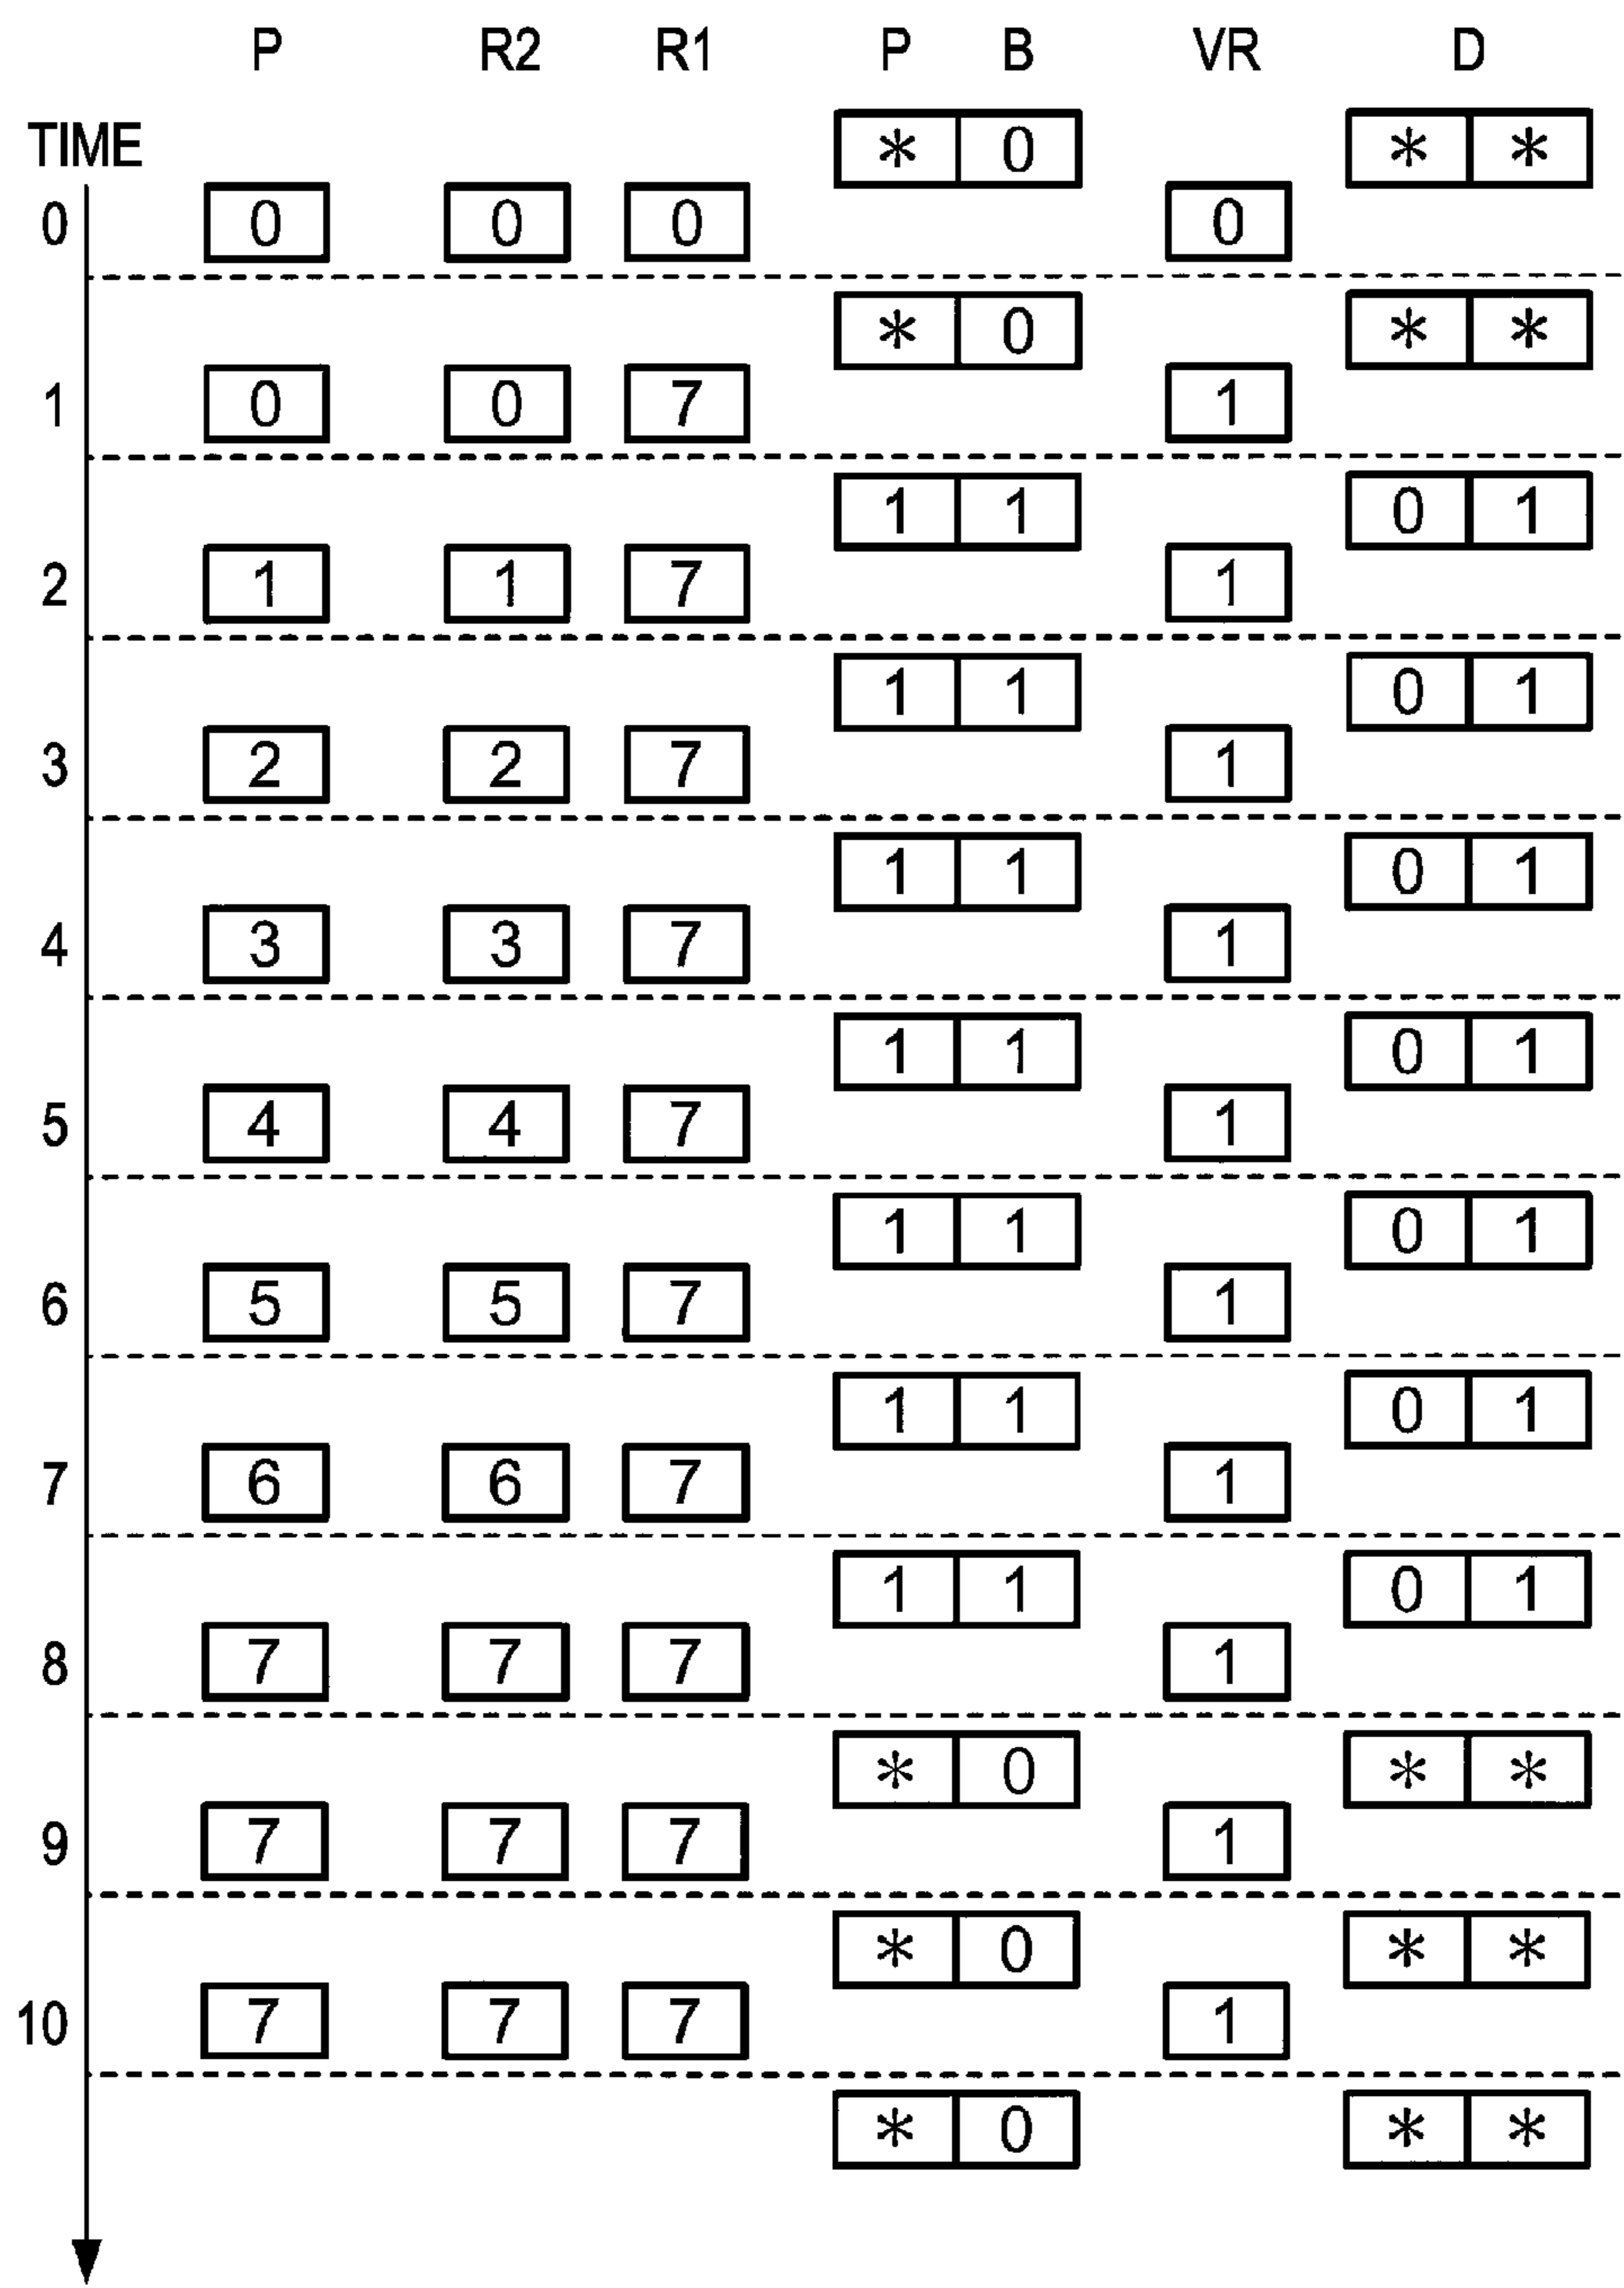 P R2 R1 P B VR D
TIME * 0 * *
0 0 0 0 0
* 0 * *
1 0 0 7 1
1 1 0 1
2 1 1 7 1
1 1 0 1
3 2 2 7 1
1 1 0 1
4 3 3 7 1
1 1 0 1
5 4 4 7 1
1 1 0 1
6 5 5 7 1
1 1 0 1
7 6 6 7 1
1 1 0 1
8 7 7 7 1
* 0 * *
9 7 7 7 1
* 0 * *
10 7 7 7 1
* 0 * *